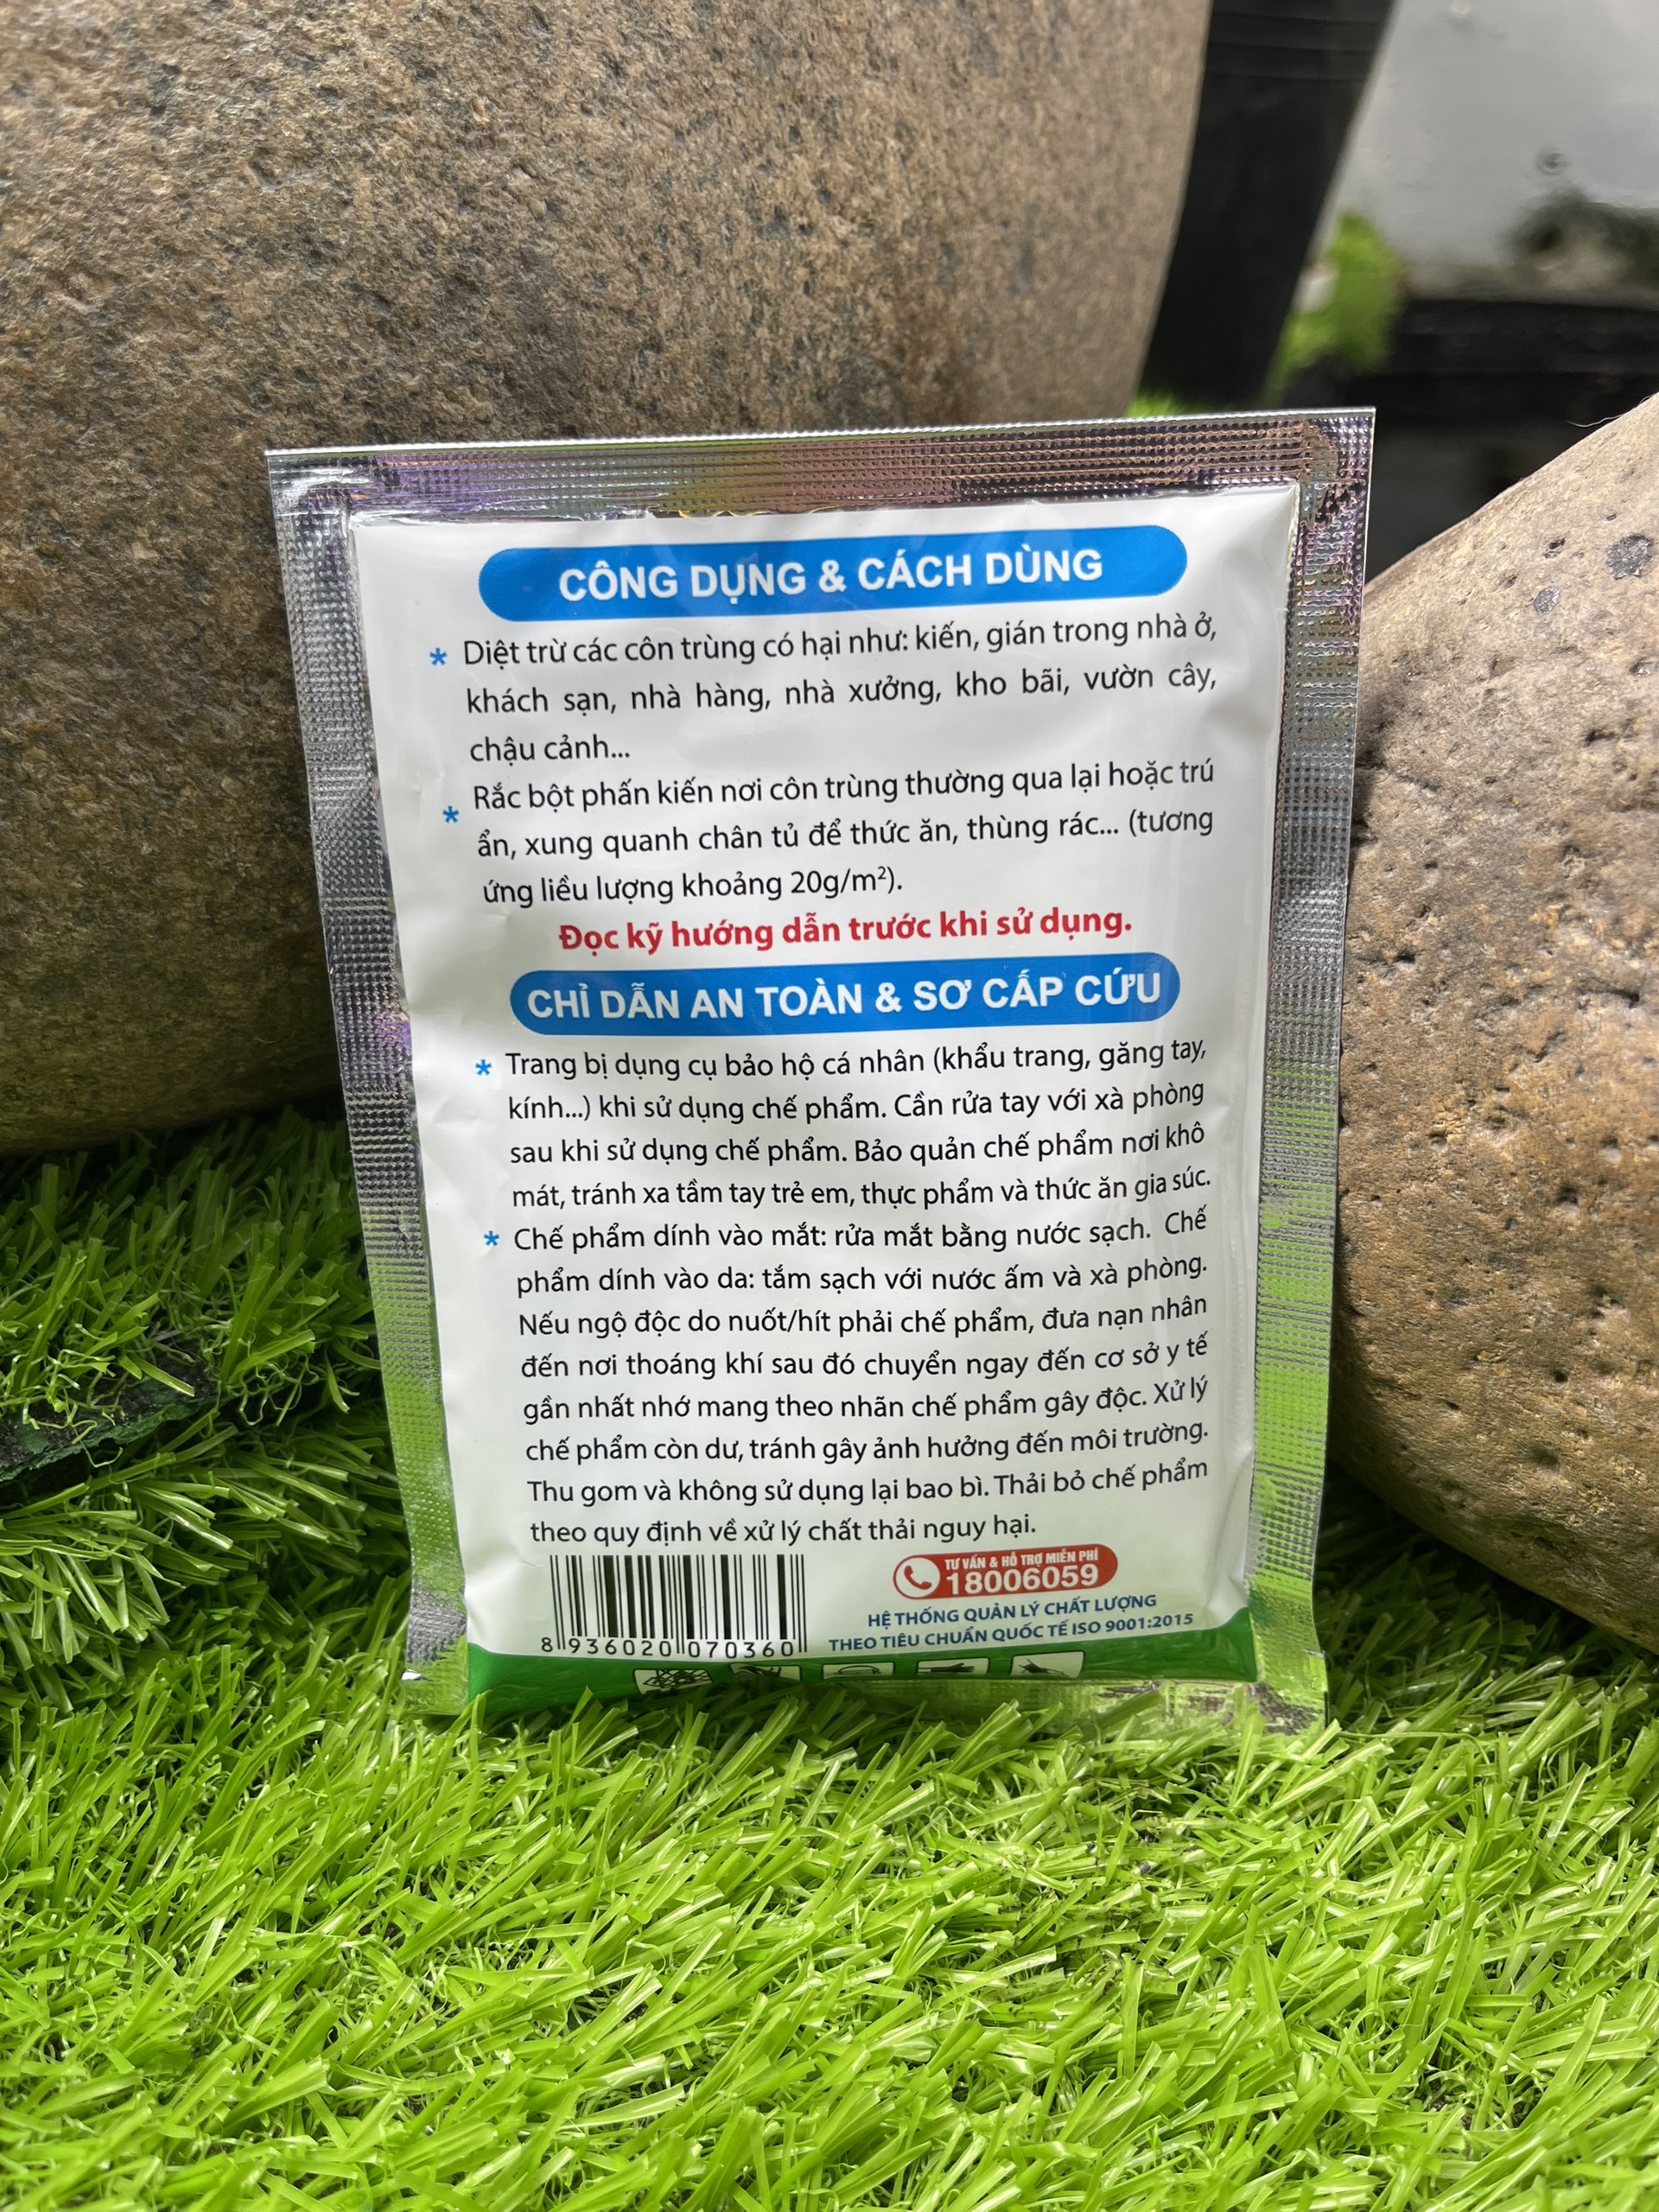 CÔNG DỤNG & CÁCH DÙNG
* Diệt trừ các côn trùng có hại như: kiến, gián trong nhà ở,
khách sạn, nhà hàng, nhà xưởng, kho bãi, vườn cây,
chậu cảnh...
* Rắc bột phấn kiến nơi côn trùng thường qua lại hoặc trú
ẩn, xung quanh chân tủ để thức ăn, thùng rác... (tương
ứng liều lượng khoảng 20g/m²).
Đọc kỹ hướng dẫn trước khi sử dụng.
CHỈ DẪN AN TOÀN & SƠ CẤP CỨU
* Trang bị dụng cụ bảo hộ cá nhân (khẩu trang, găng tay,
kính...) khi sử dụng chế phẩm. Cần rửa tay với xà phòng
sau khi sử dụng chế phẩm. Bảo quản chế phẩm nơi khô
mát, tránh xa tầm tay trẻ em, thực phẩm và thức ăn gia súc.
* Chế phẩm dính vào mắt: rửa mắt bằng nước sạch. Chế
phẩm dính vào da: tắm sạch với nước ấm và xà phòng.
Nếu ngộ độc do nuốt/hít phải chế phẩm, đưa nạn nhân
đến nơi thoáng khí sau đó chuyển ngay đến cơ sở y tế
gần nhất nhớ mang theo nhãn chế phẩm gây độc. Xử lý
chế phẩm còn dư, tránh gây ảnh hưởng đến môi trường.
Thu gom và không sử dụng lại bao bì. Thải bỏ chế phẩm
theo quy định về xử lý chất thải nguy hại.
TƯ VẤN & HỖ TRỢ MIỄN PHÍ
18006059
HỆ THỐNG QUẢN LÝ CHẤT LƯỢNG
THEO TIÊU CHUẨN QUỐC TẾ ISO 9001:2015
8 936020 070360